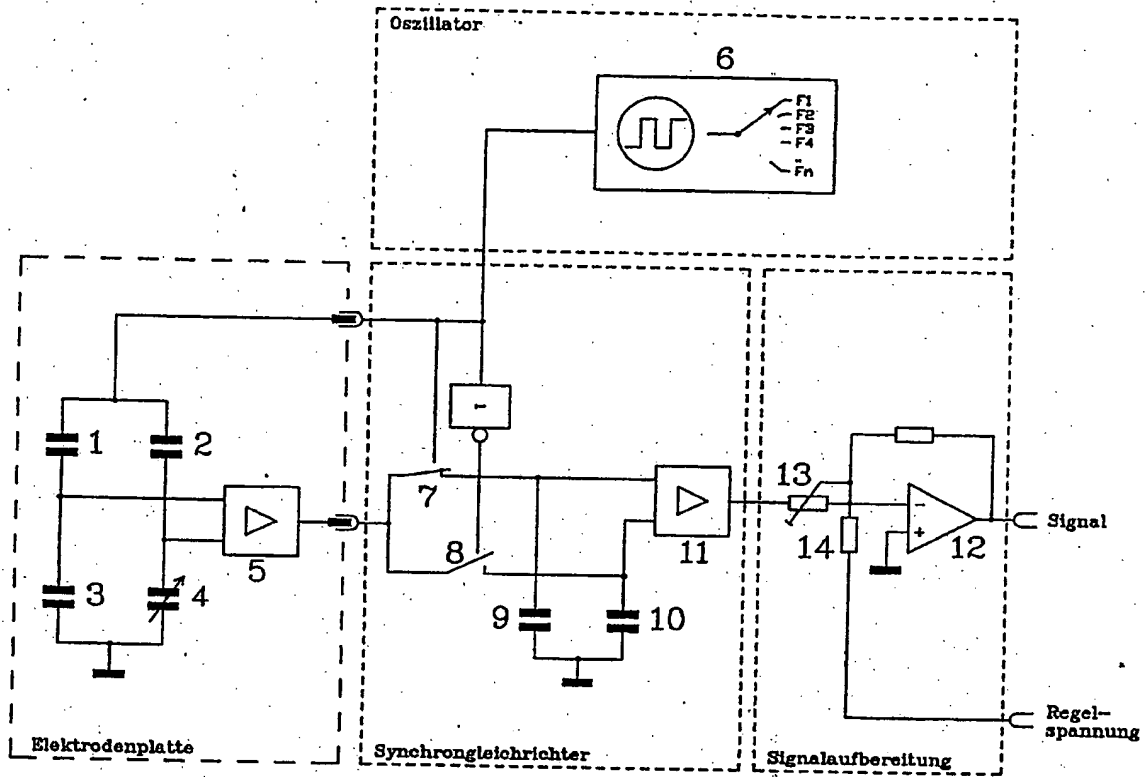 Oszillator
6
F1
F2
F3
F4
Fn
1
2
3
4
5
7
8
9
10
11
12
13
14
-
+
Signal
Regel-
spannung
Elektrodenplatte
Synchrongleichrichter
Signalaufbereitung